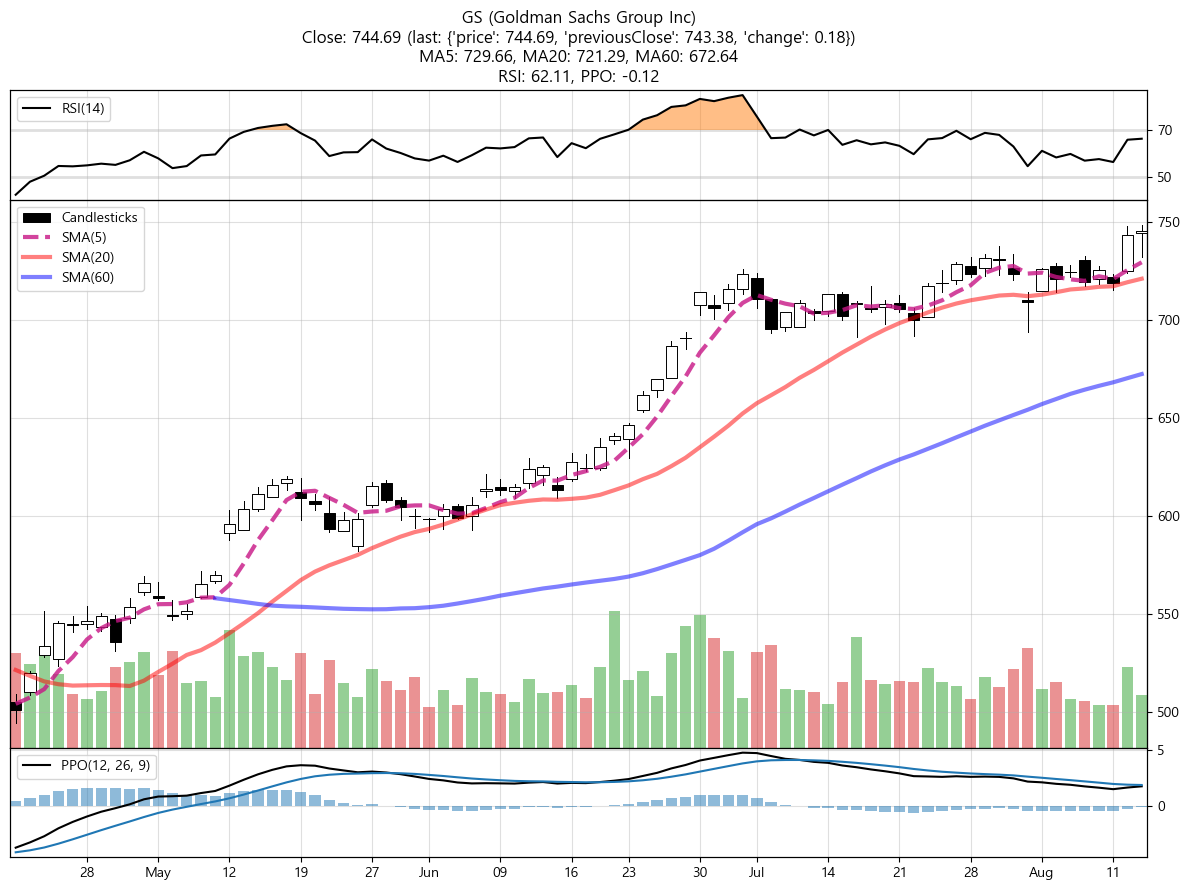 GS (Goldman Sachs Group Inc)
Close: 744.69 (last: {'price': 744.69, 'previousClose': 743.38, 'change': 0.18})
MA5: 729.66, MA20: 721.29, MA60: 672.64
RSI: 62.11, PPO: -0.12
RSI(14)
70
50
Candlesticks
SMA(5)
SMA(20)
SMA(60)
750
700
650
600
550
500
PPO(12, 26, 9)
5
0
28 May 12 19 27 Jun 09 16 23 30 Jul 14 21 28 Aug 11